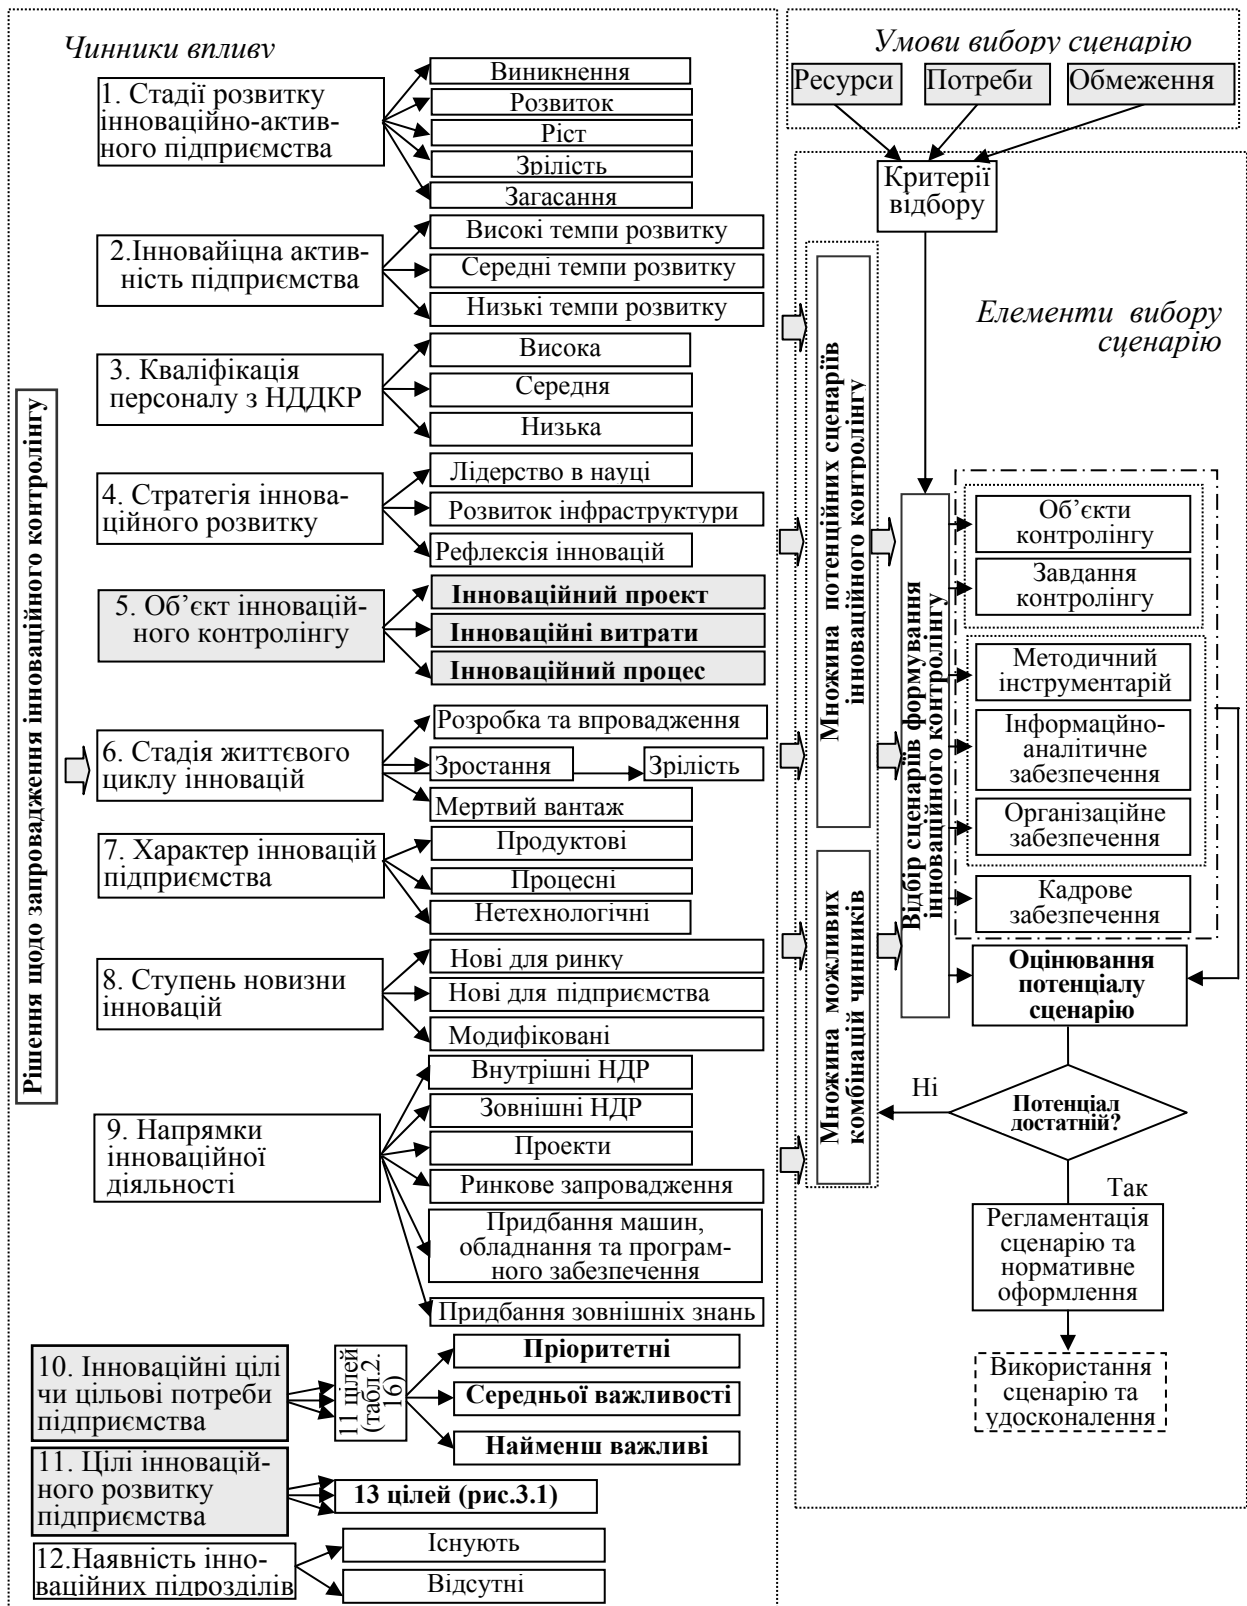 Чинники впливу
Рішення щодо запровадження інноваційного контролінгу
1. Стадії розвитку
інноваційно-актив-
ного підприємства
Виникнення
Розвиток
Ріст
Зрілість
Загасання
2.Інновайіцна актив-
ність підприємства
Високі темпи розвитку
Середні темпи розвитку
Низькі темпи розвитку
3. Кваліфікація
персоналу з НДДКР
Висока
Середня
Низька
4. Стратегія іннова-
ційного розвитку
Лідерство в науці
Розвиток інфраструктури
Рефлексія інновацій
5. Об’єкт інновацій-
ного контролінгу
Інноваційний проект
Інноваційні витрати
Інноваційний процес
6. Стадія життєвого
циклу інновацій
Розробка та впровадження
Зростання
Зрілість
Мертвий вантаж
7. Характер інновацій
підприємства
Продуктові
Процесні
Нетехнологічні
8. Ступень новизни
інновацій
Нові для ринку
Нові для підприємства
Модифіковані
9. Напрямки
інноваційної
діяльності
Внутрішні НДР
Зовнішні НДР
Проекти
Ринкове запровадження
Придбання машин,
обладнання та програм-
ного забезпечення
Придбання зовнішніх знань
10. Інноваційні цілі
чи цільові потреби
підприємства
11 цілей
(табл.2.
16)
Пріоритетні
Середньої важливості
Найменш важливі
11. Цілі інновацій-
ного розвитку
підприємства
13 цілей (рис.3.1)
12.Наявність інно-
ваційних підрозділів
Існують
Відсутні
Умови вибору сценарію
Ресурси
Потреби
Обмеження
Критерії
відбору
Елементи вибору
сценарію
Множина потенційних сценаріїв
інноваційного контролінгу
Множина можливих
комбінацій чинників
Відбір сценаріїв формування
інноваційного контролінгу
Об’єкти
контролінгу
Завдання
контролінгу
Методичний
інструментарій
Інформаційно-
аналітичне
забезпечення
Організаційне
забезпечення
Кадрове
забезпечення
Оцінювання
потенціалу
сценарію
Ні
Потенціал
достатній?
Так
Регламентація
сценарію та
нормативне
оформлення
Використання
сценарію та
удосконалення